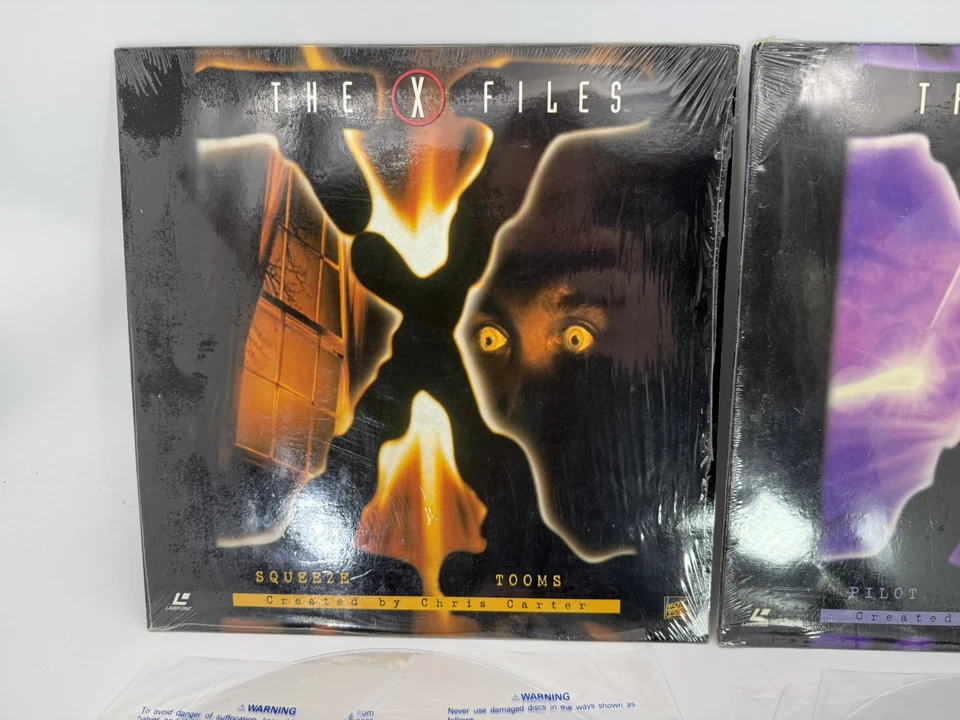 THE X FILES
SQUEEZE TOOMS
Created by Chris Carter
LASER DISC
FOX
PILOT
Created
WARNING
To avoid danger of suffocation,
WARNING
Never use damaged discs in the ways shown as